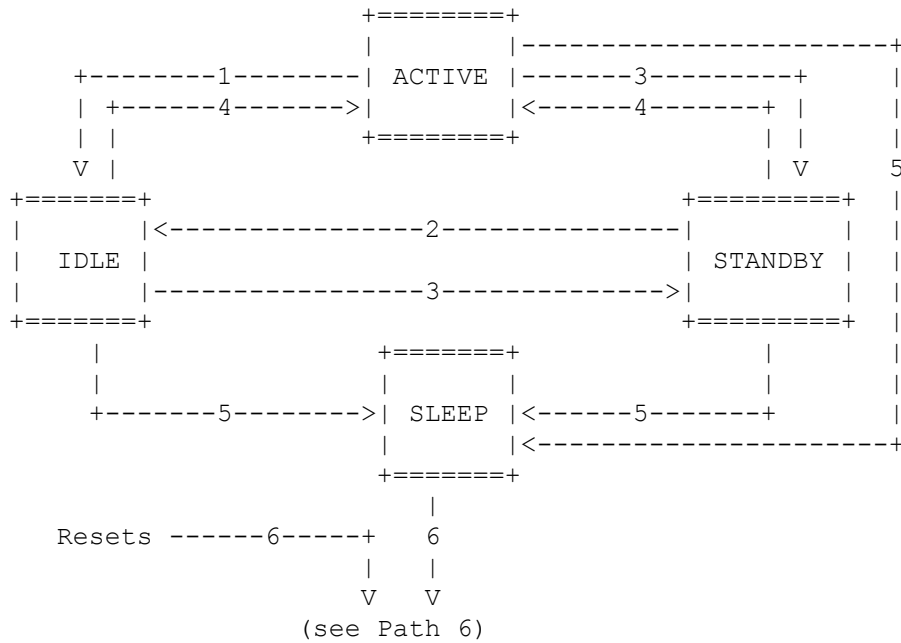 1 ACTIVE 3
4 4
5
2
IDLE STANDBY
3
5 SLEEP 5
Resets 6 6
V V
(see Path 6)